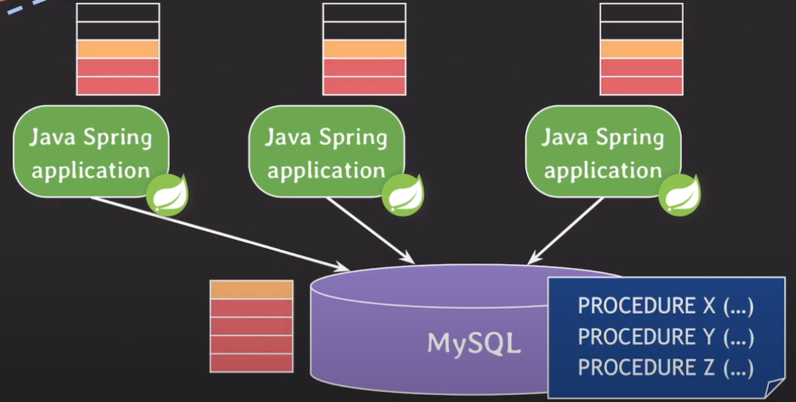 Java Spring
application
Java Spring
application
Java Spring
application
MySQL
PROCEDURE X (...)
PROCEDURE Y (...)
PROCEDURE Z (...)